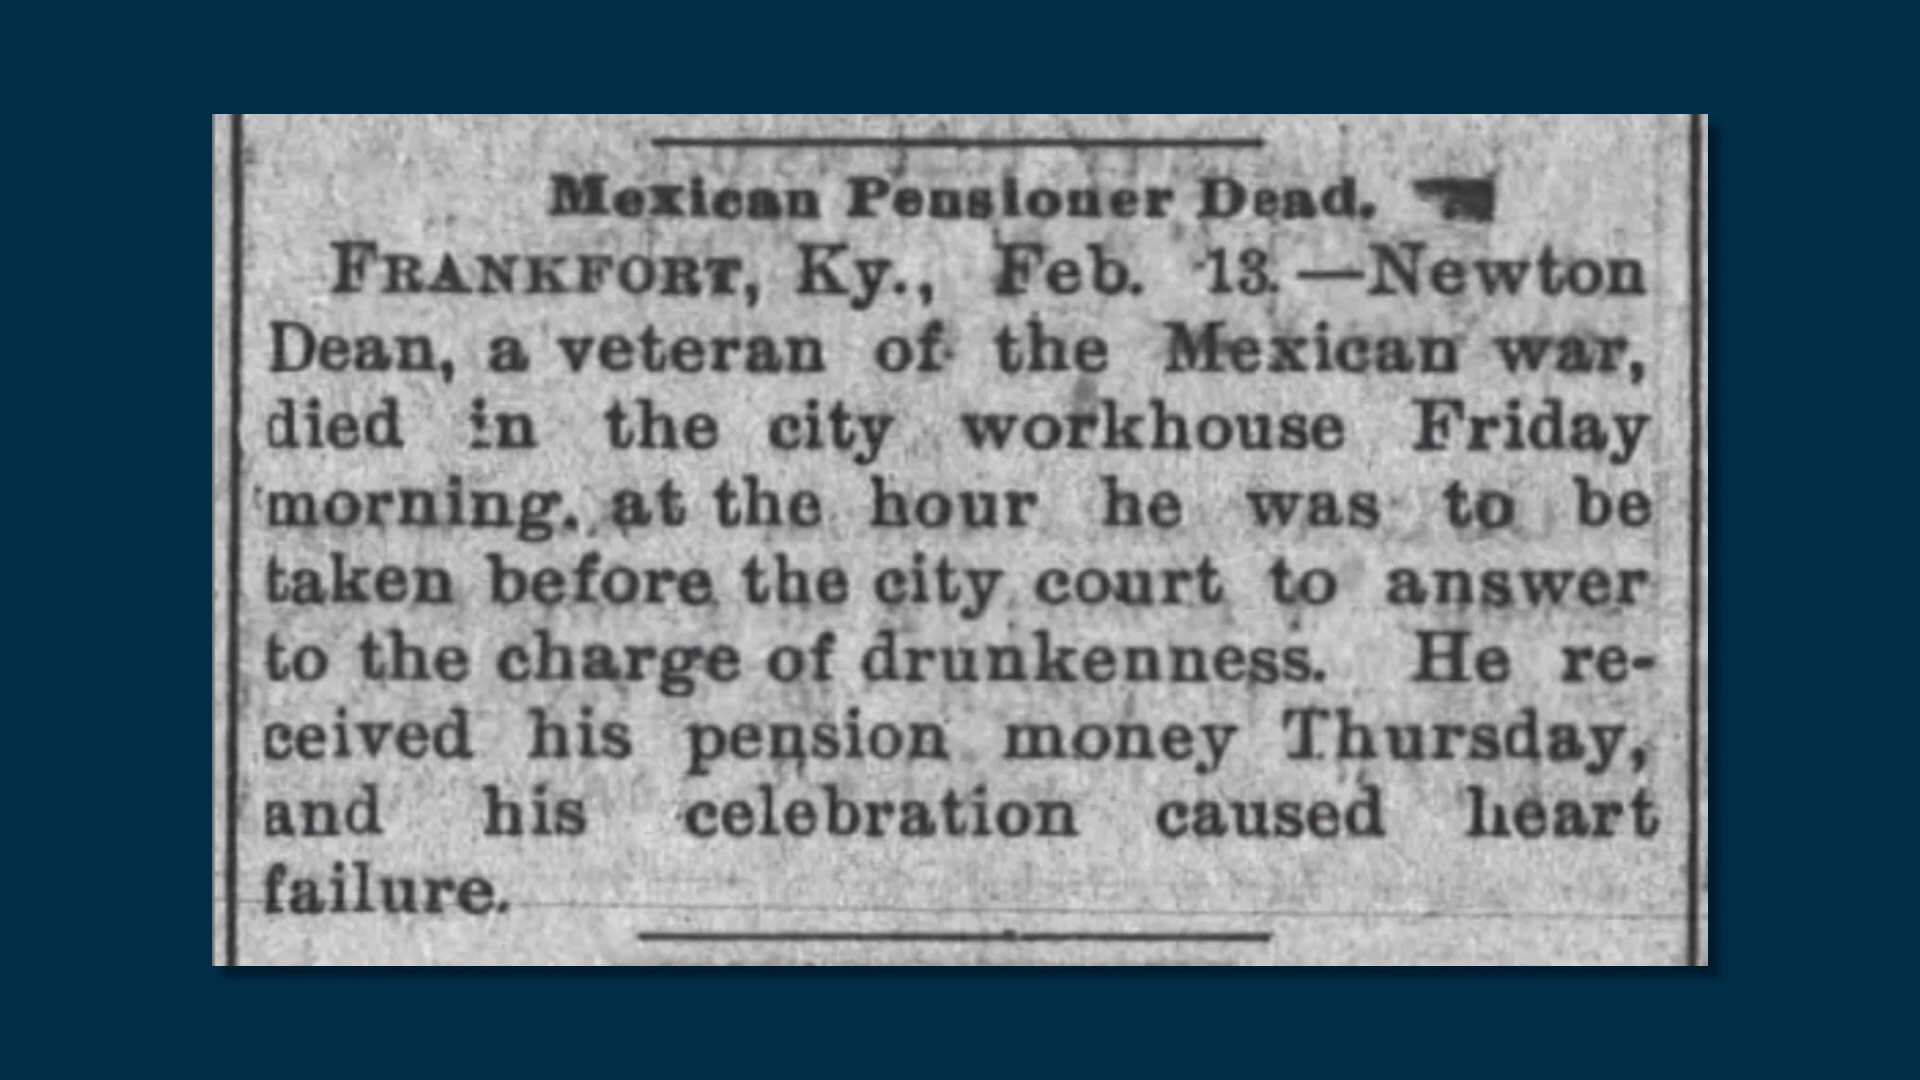 Mexican Pensioner Dead.
FRANKFORT, Ky., Feb. 13.—Newton
Dean, a veteran of the Mexican war,
died in the city workhouse Friday
morning, at the hour he was to be
taken before the city court to answer
to the charge of drunkenness. He re-
ceived his pension money Thursday,
and his celebration caused heart
failure.